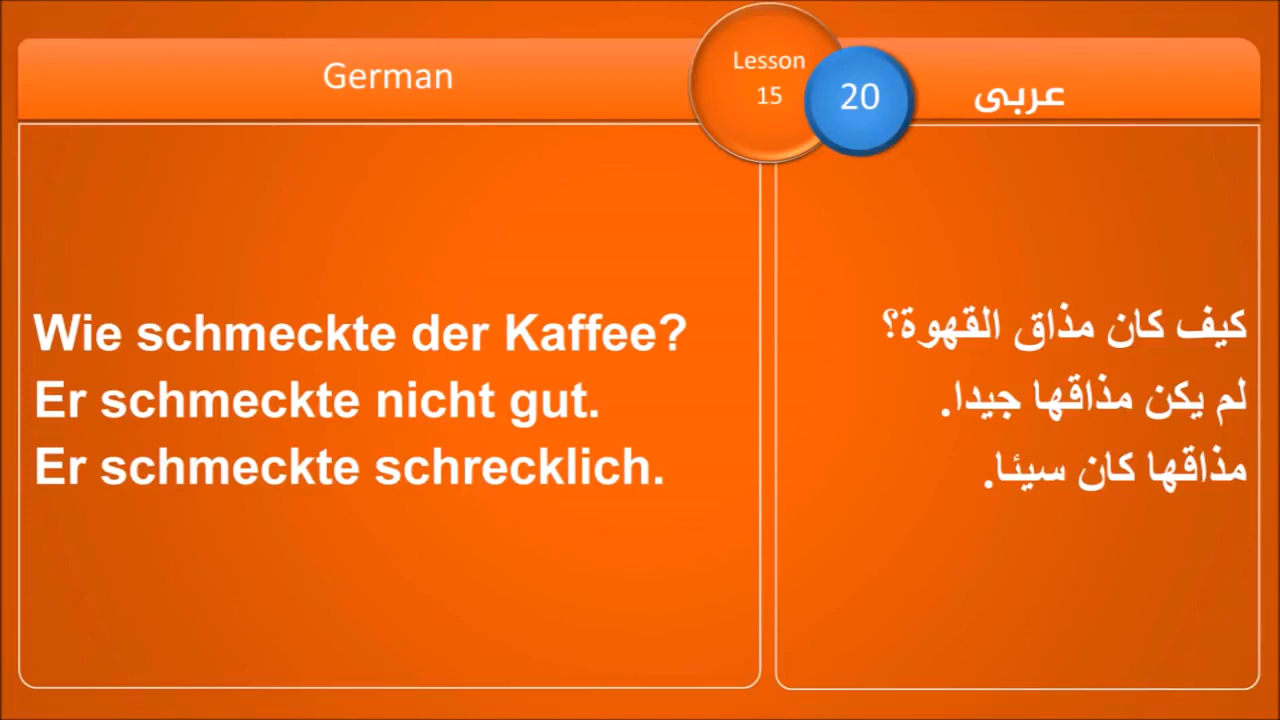 German
Lesson
15
20
عربى
Wie schmeckte der Kaffee?
Er schmeckte nicht gut.
Er schmeckte schrecklich.
كيف كان مذاق القهوة؟
لم يكن مذاقها جيدا.
مذاقها كان سيئا.